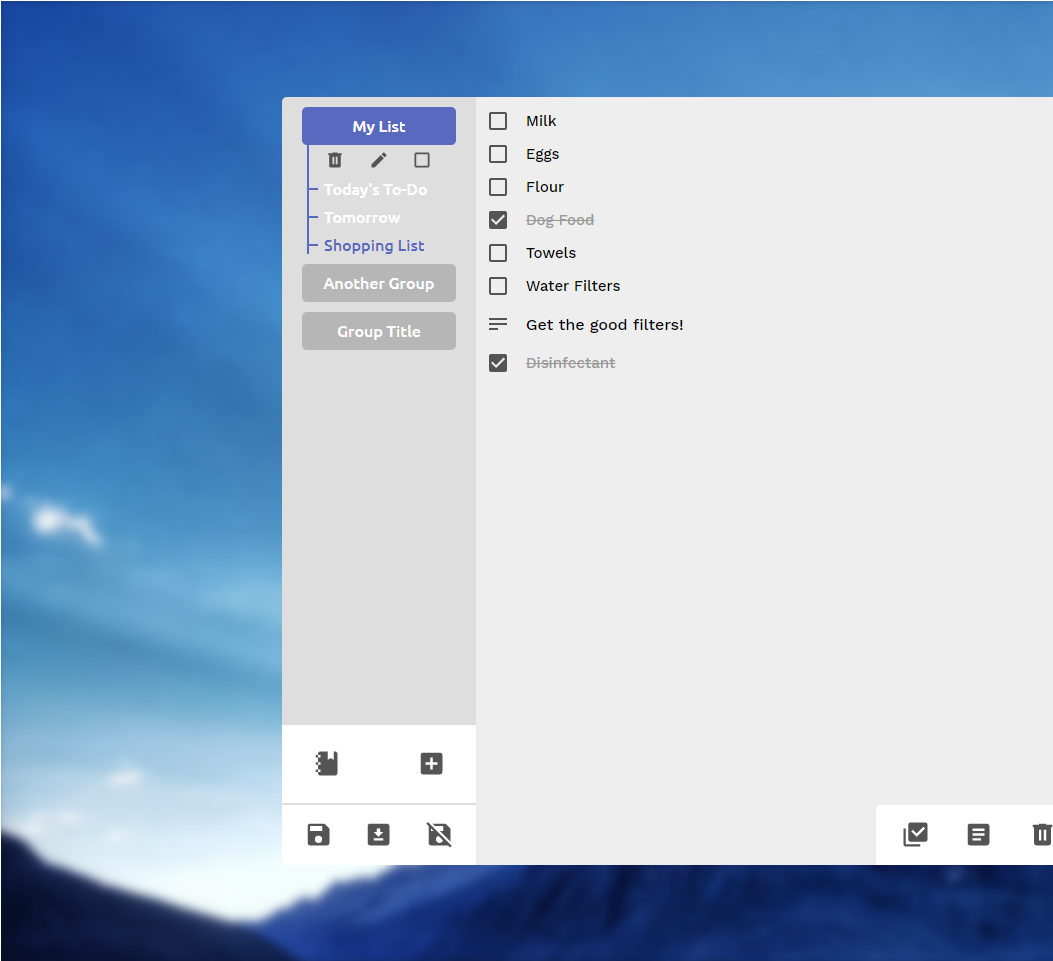 My List
Today's To-Do
Tomorrow
Shopping List
Another Group
Group Title
Milk
Eggs
Flour
Dog Food
Towels
Water Filters
Get the good filters!
Disinfectant